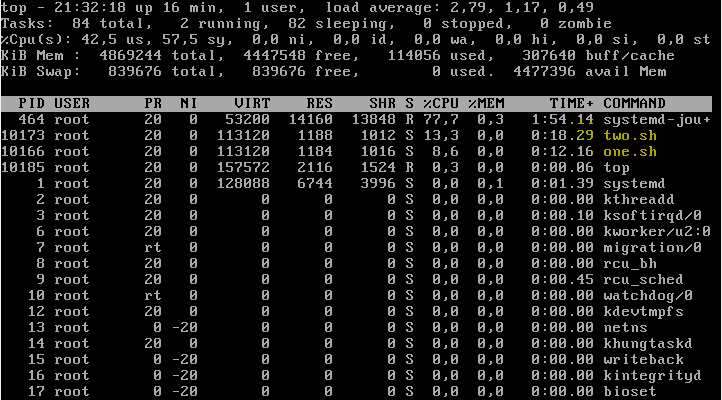 top - 21:32:18 up 16 min,  1 user,  load average: 2,79, 1,17, 0,49
Tasks:  84 total,   2 running,  82 sleeping,   0 stopped,   0 zombie
%Cpu(s): 42,5 us, 57,5 sy,  0,0 ni,  0,0 id,  0,0 wa,  0,0 hi,  0,0 si,  0,0 st
KiB Mem :  4869244 total,  4447548 free,   114056 used,   307640 buff/cache
KiB Swap:   839676 total,   839676 free,        0 used.  4477396 avail Mem
  PID USER      PR  NI    VIRT    RES    SHR S %CPU %MEM     TIME+ COMMAND
  464 root      20   0   53200  14160  13848 R 77,7  0,3   1:54.14 systemd-jou+
10173 root      20   0  113120   1188   1012 S 13,3  0,0   0:18.29 two.sh
10166 root      20   0  113120   1184   1016 S  8,6  0,0   0:12.16 one.sh
10185 root      20   0  157572   2116   1524 R  0,3  0,0   0:00.06 top
    1 root      20   0  128088   6744   3996 S  0,0  0,1   0:01.39 systemd
    2 root      20   0       0      0      0 S  0,0  0,0   0:00.00 kthreadd
    3 root      20   0       0      0      0 S  0,0  0,0   0:00.10 ksoftirqd/0
    6 root      20   0       0      0      0 S  0,0  0,0   0:00.00 kworker/u2:0
    7 root      rt   0       0      0      0 S  0,0  0,0   0:00.00 migration/0
    8 root      20   0       0      0      0 S  0,0  0,0   0:00.00 rcu_bh
    9 root      20   0       0      0      0 S  0,0  0,0   0:00.45 rcu_sched
   10 root      rt   0       0      0      0 S  0,0  0,0   0:00.00 watchdog/0
   12 root      20   0       0      0      0 S  0,0  0,0   0:00.00 kdevtmpfs
   13 root       0 -20       0      0      0 S  0,0  0,0   0:00.00 netns
   14 root      20   0       0      0      0 S  0,0  0,0   0:00.00 khungtaskd
   15 root       0 -20       0      0      0 S  0,0  0,0   0:00.00 writeback
   16 root       0 -20       0      0      0 S  0,0  0,0   0:00.00 kintegrityd
   17 root       0 -20       0      0      0 S  0,0  0,0   0:00.00 bioset